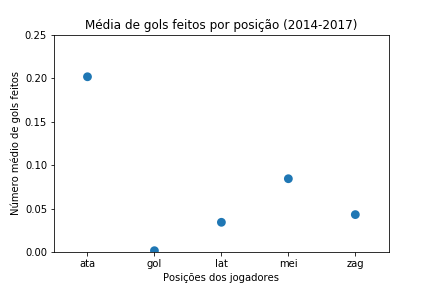 Média de gols feitos por posição (2014-2017)
Número médio de gols feitos
0.25
0.20
0.15
0.10
0.05
0.00
ata gol lat mei zag
Posições dos jogadores